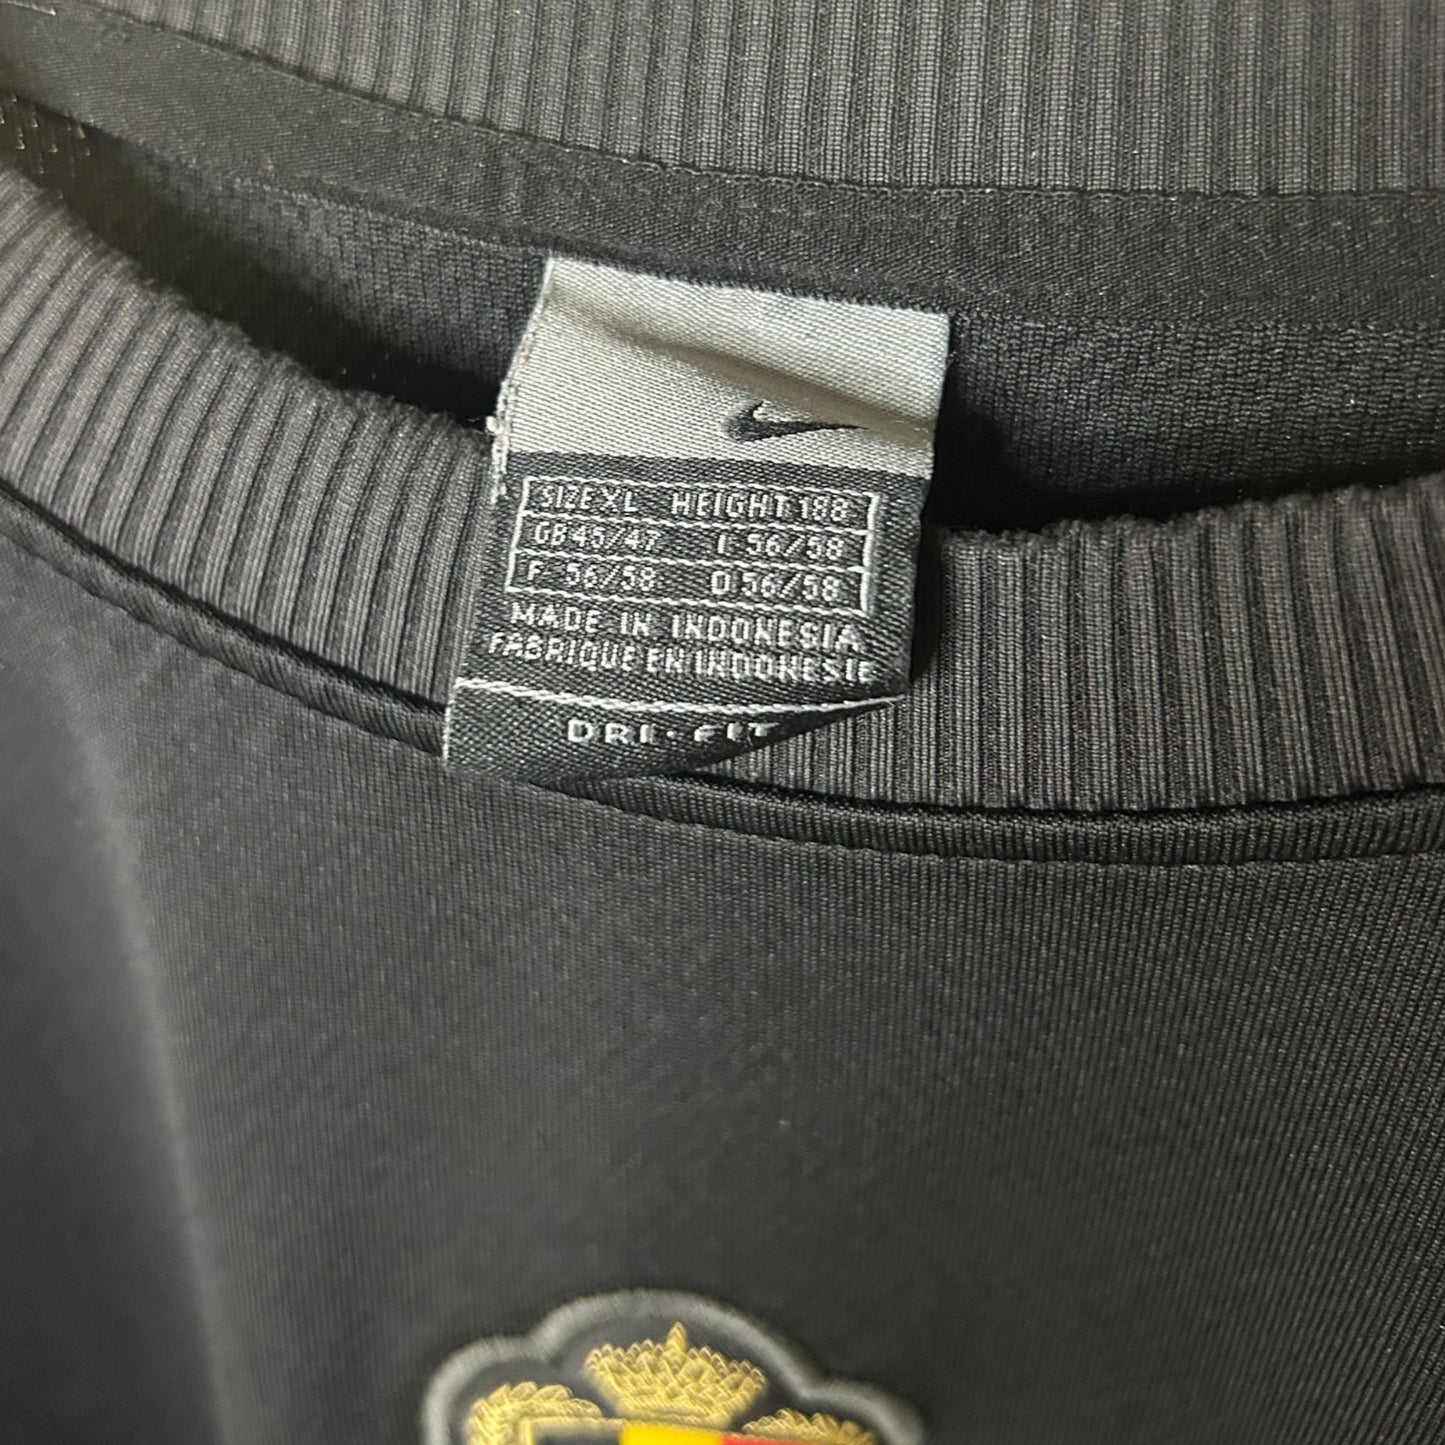 SIZE XL HEIGHT 188
GB 45/47 I 56/58
F 56/58 D 56/58
MADE IN INDONESIA
FABRIQUE EN INDONESIE
DRI·FIT